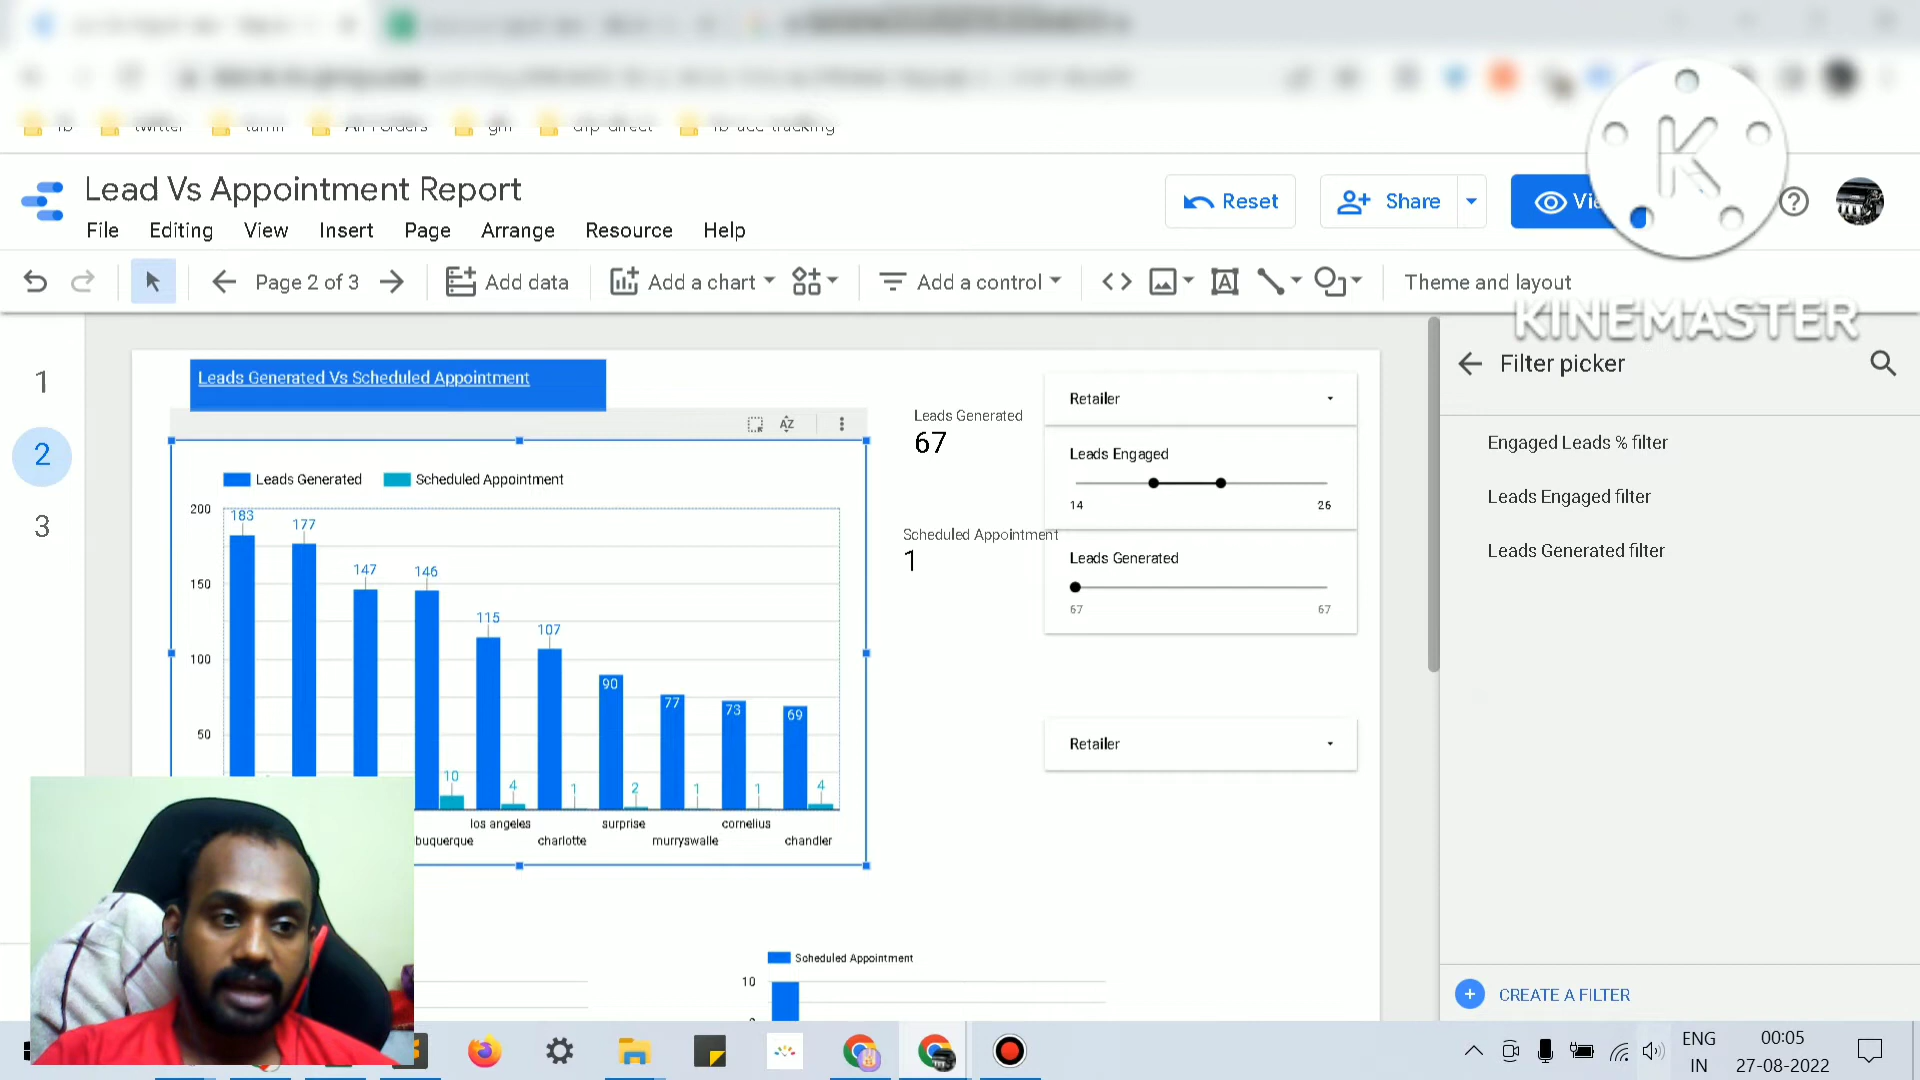 Lead Vs Appointment Report
File Editing View Insert Page Arrange Resource Help
Reset
Share
K
KINEMASTER
Page 2 of 3
Add data
Add a chart
Add a control
Theme and layout
1
2
3
Leads Generated Vs Scheduled Appointment
Leads Generated
Scheduled Appointment
200
150
100
50
183
177
147
146
115
107
90
77
73
69
10
4
1
2
1
1
4
los angeles
surprise
cornelius
buquerque
charlotte
murryswalle
chandler
Leads Generated
67
Scheduled Appointment
1
Retailer
Leads Engaged
14
26
Leads Generated
67
67
Retailer
Scheduled Appointment
10
Filter picker
Engaged Leads % filter
Leads Engaged filter
Leads Generated filter
CREATE A FILTER
ENG
IN
00:05
27-08-2022